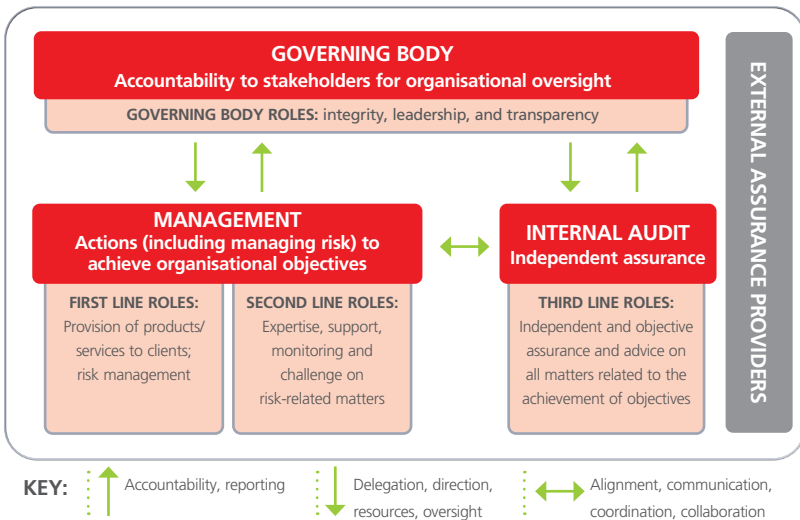 GOVERNING BODY
Accountability to stakeholders for organisational oversight
GOVERNING BODY ROLES: integrity, leadership, and transparency
MANAGEMENT
Actions (including managing risk) to
achieve organisational objectives
FIRST LINE ROLES:
Provision of products/
services to clients;
risk management
SECOND LINE ROLES:
Expertise, support,
monitoring and
challenge on
risk-related matters
INTERNAL AUDIT
Independent assurance
THIRD LINE ROLES:
Independent and objective
assurance and advice on
all matters related to the
achievement of objectives
EXTERNAL ASSURANCE PROVIDERS
KEY:
Accountability, reporting
Delegation, direction,
resources, oversight
Alignment, communication,
coordination, collaboration